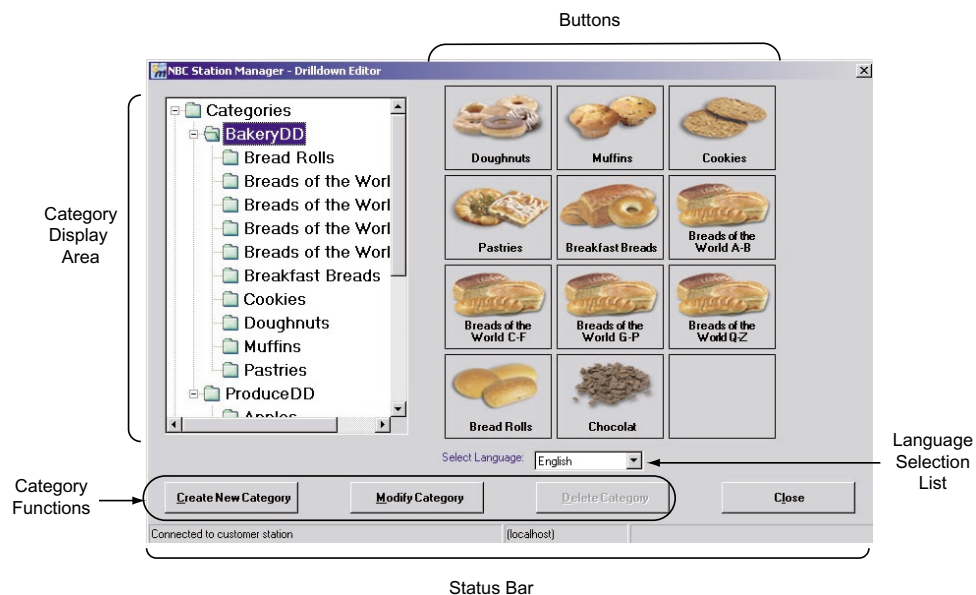 Buttons
NBC Station Manager - Drilldown Editor
Category
Display
Area
Categories
BakeryDD
Bread Rolls
Breads of the Worl
Breads of the Worl
Breads of the Worl
Breads of the Worl
Breakfast Breads
Cookies
Doughnuts
Muffins
Pastries
ProduceDD
Apples
Doughnuts
Muffins
Cookies
Pastries
Breakfast Breads
Breads of the
World A-B
Breads of the
World C-F
Breads of the
World G-P
Breads of the
World Q-Z
Bread Rolls
Chocolat
Select Language:
English
Language
Selection
List
Category
Functions
Create New Category
Modify Category
Delete Category
Close
Connected to customer station
(localhost)
Status Bar